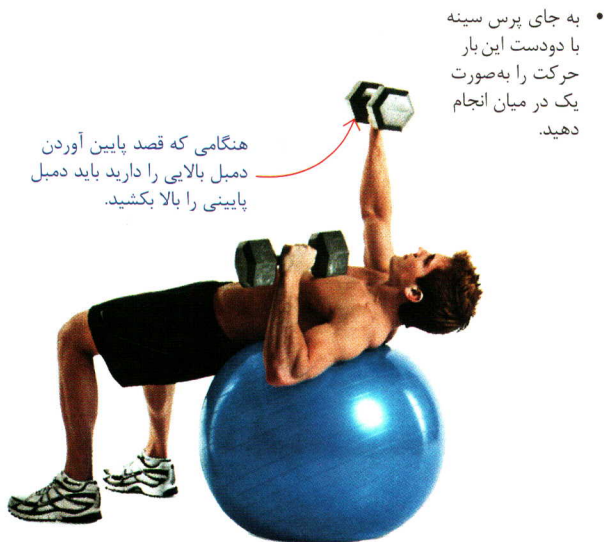 • به جای پرس سینه
با دودست این بار
حرکت را به‌صورت
یک در میان انجام
دهید.
هنگامی که قصد پایین آوردن
دمبل بالایی را دارید باید دمبل
پایینی را بالا بکشید.